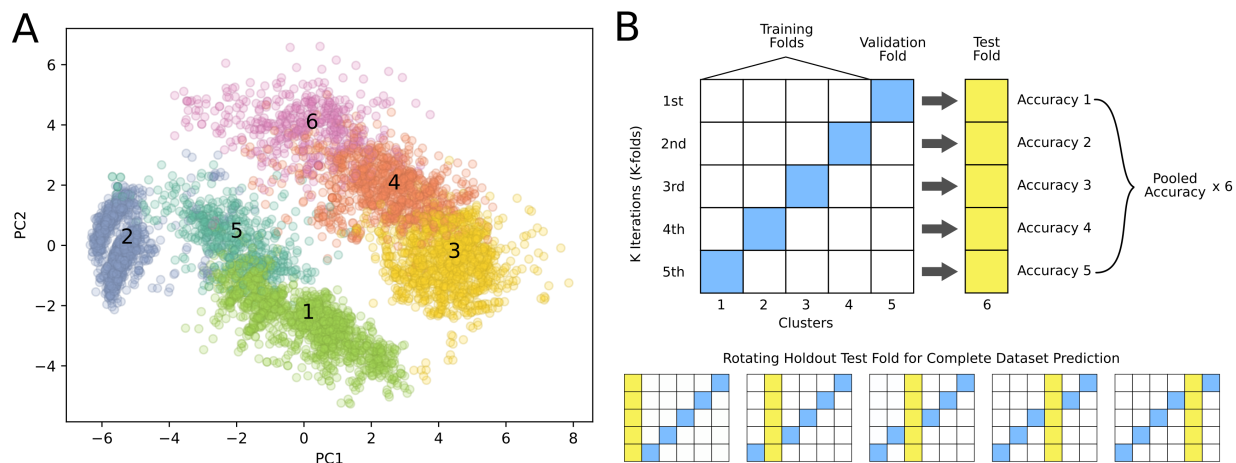 A
6
4
2
0
−2
−4
PC2
−6
−4
−2
0
2
4
6
8
PC1
6
4
2
5
3
1
B
Training
Folds
Validation
Fold
Test
Fold
K Iterations (K-folds)
1st
2nd
3rd
4th
5th
Accuracy 1
Accuracy 2
Accuracy 3
Accuracy 4
Accuracy 5
Pooled
Accuracy
x 6
1 2 3 4 5 6
Clusters
Rotating Holdout Test Fold for Complete Dataset Prediction